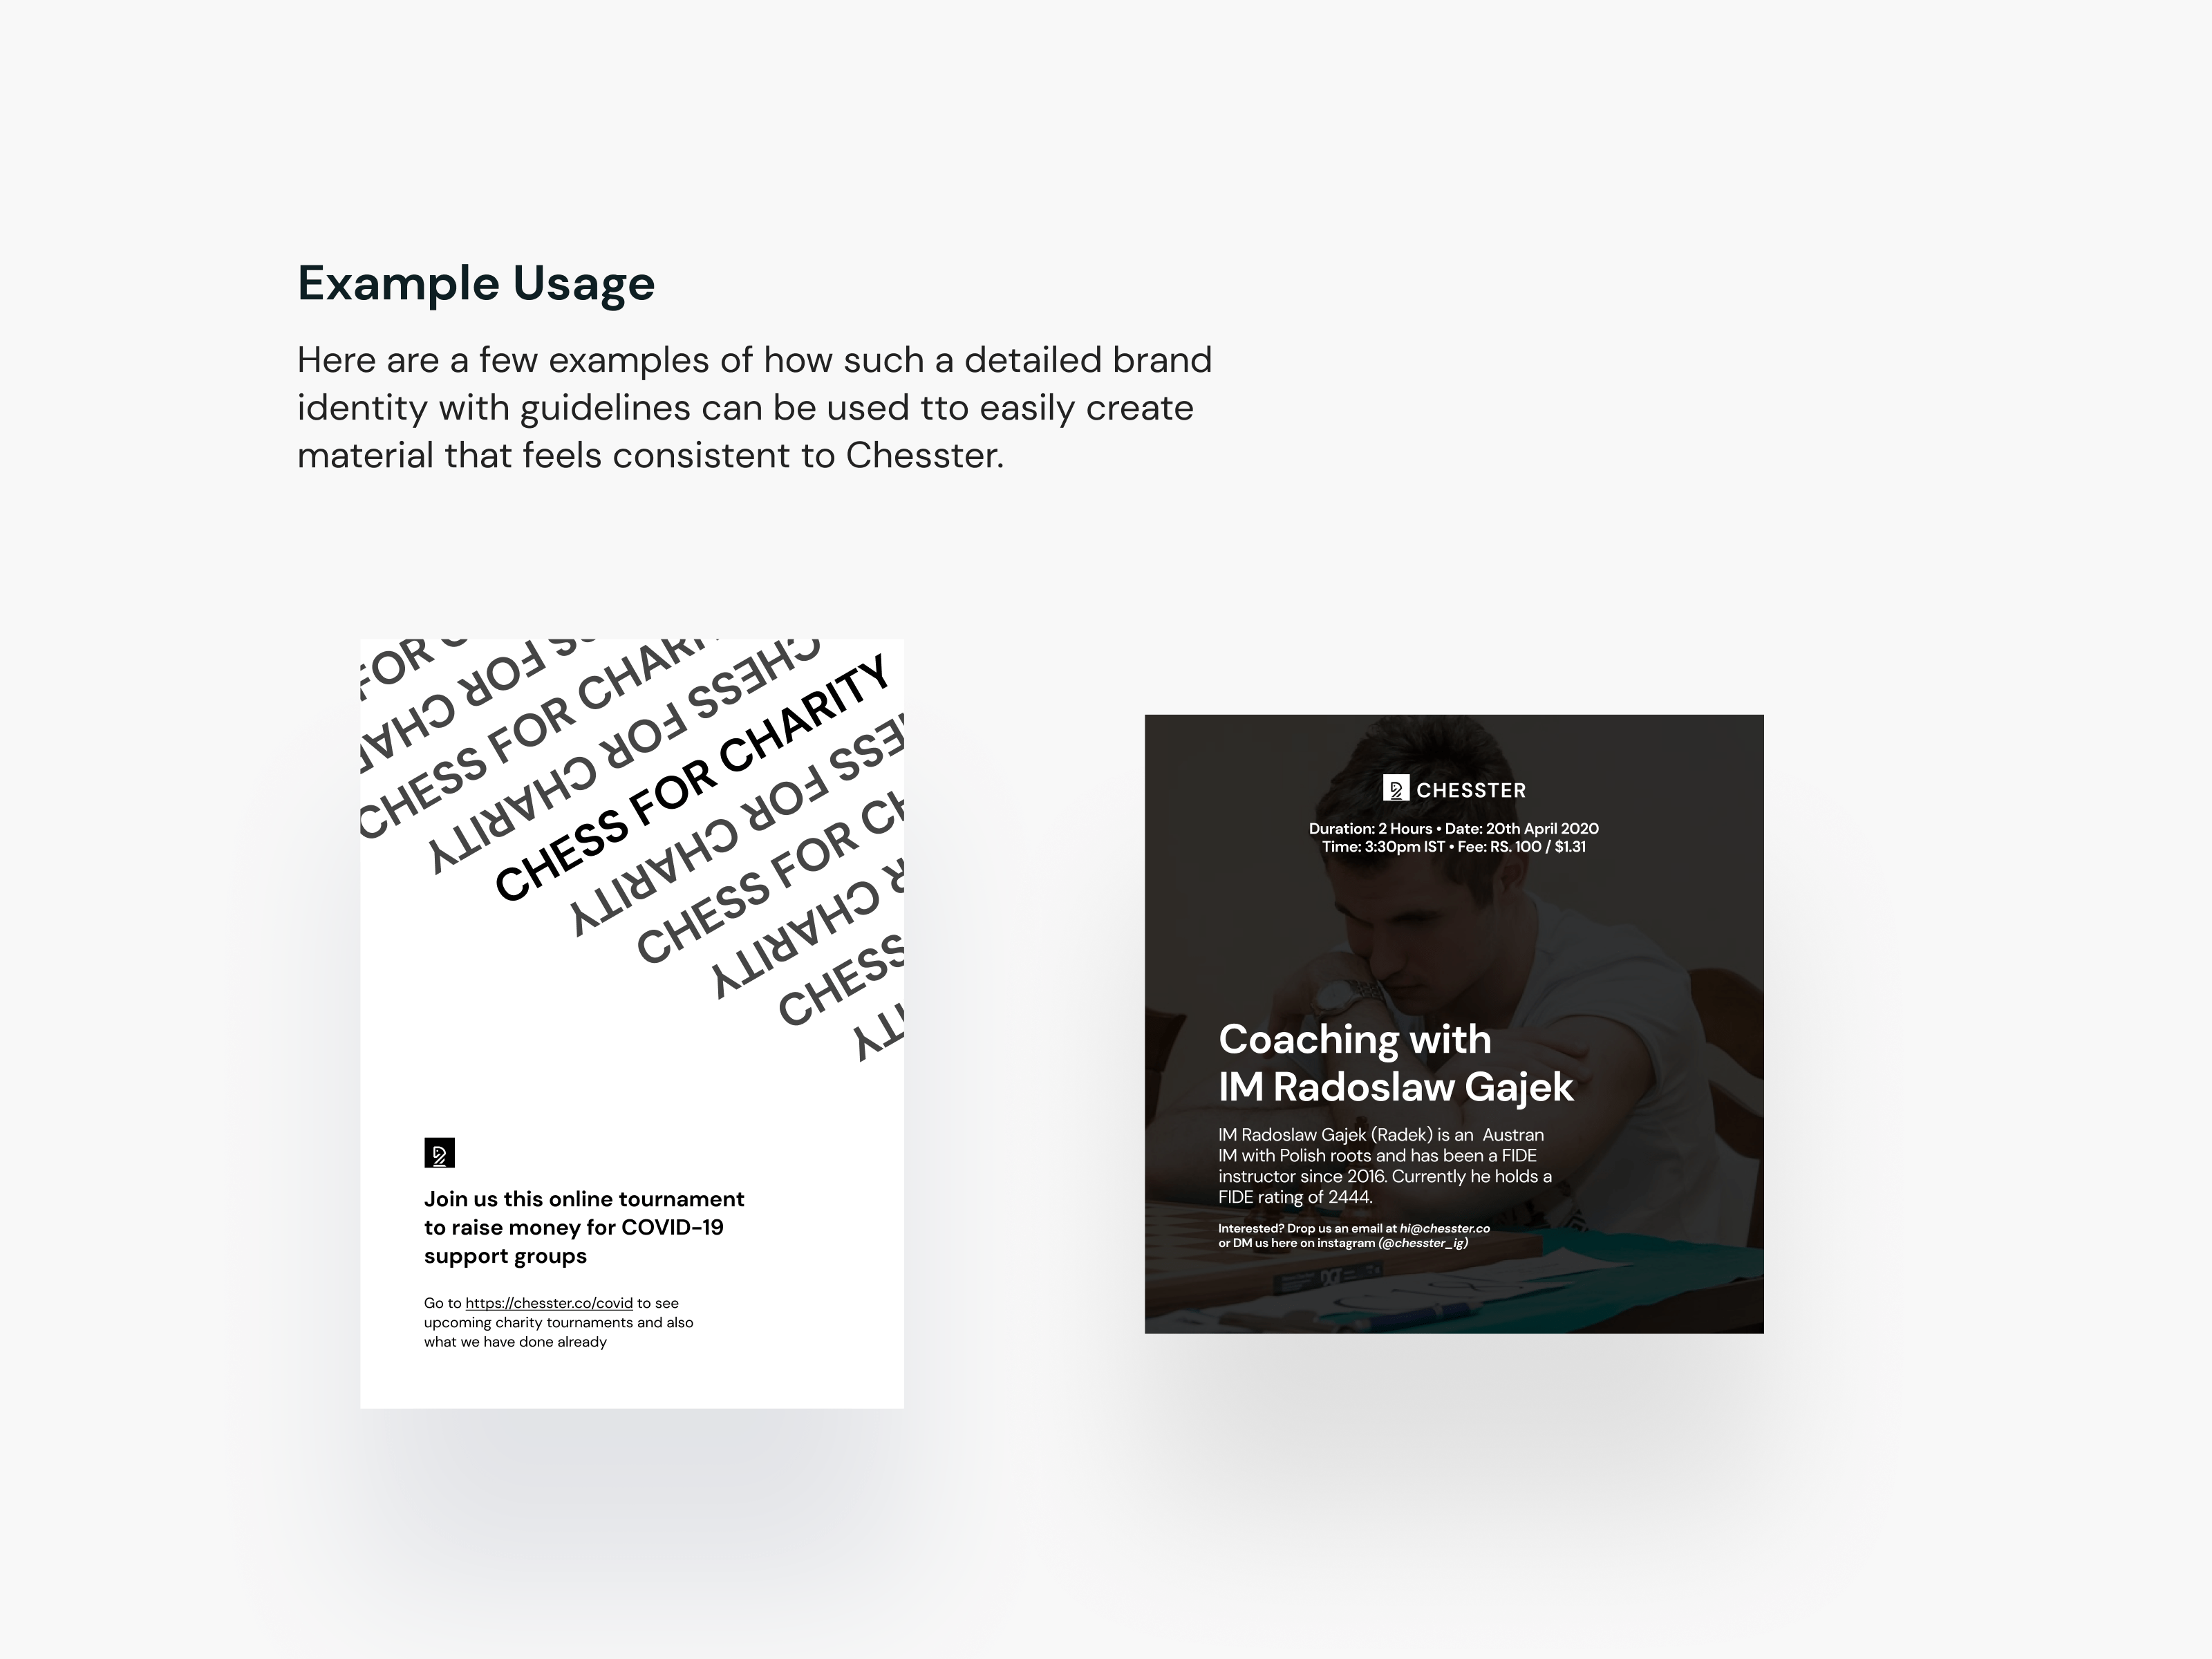 Example Usage
Here are a few examples of how such a detailed brand
identity with guidelines can be used tto easily create
material that feels consistent to Chesster.
FOR
FOR CHAR
CHESS FOR CHARI
CHESS FOR CHARITY
CHESS FOR CHARITY
ESS FOR CHARITY
CHESS FOR CH
R CHARITY
CHESS
ITY
Join us this online tournament
to raise money for COVID-19
support groups
Go to https://chesster.co/covid to see
upcoming charity tournaments and also
what we have done already
CHESSTER
Duration: 2 Hours • Date: 20th April 2020
Time: 3:30pm IST • Fee: RS. 100 / $1.31
Coaching with
IM Radoslaw Gajek
IM Radoslaw Gajek (Radek) is an  Austran
IM with Polish roots and has been a FIDE
instructor since 2016. Currently he holds a
FIDE rating of 2444.
Interested? Drop us an email at hi@chesster.co
or DM us here on instagram (@chesster_ig)